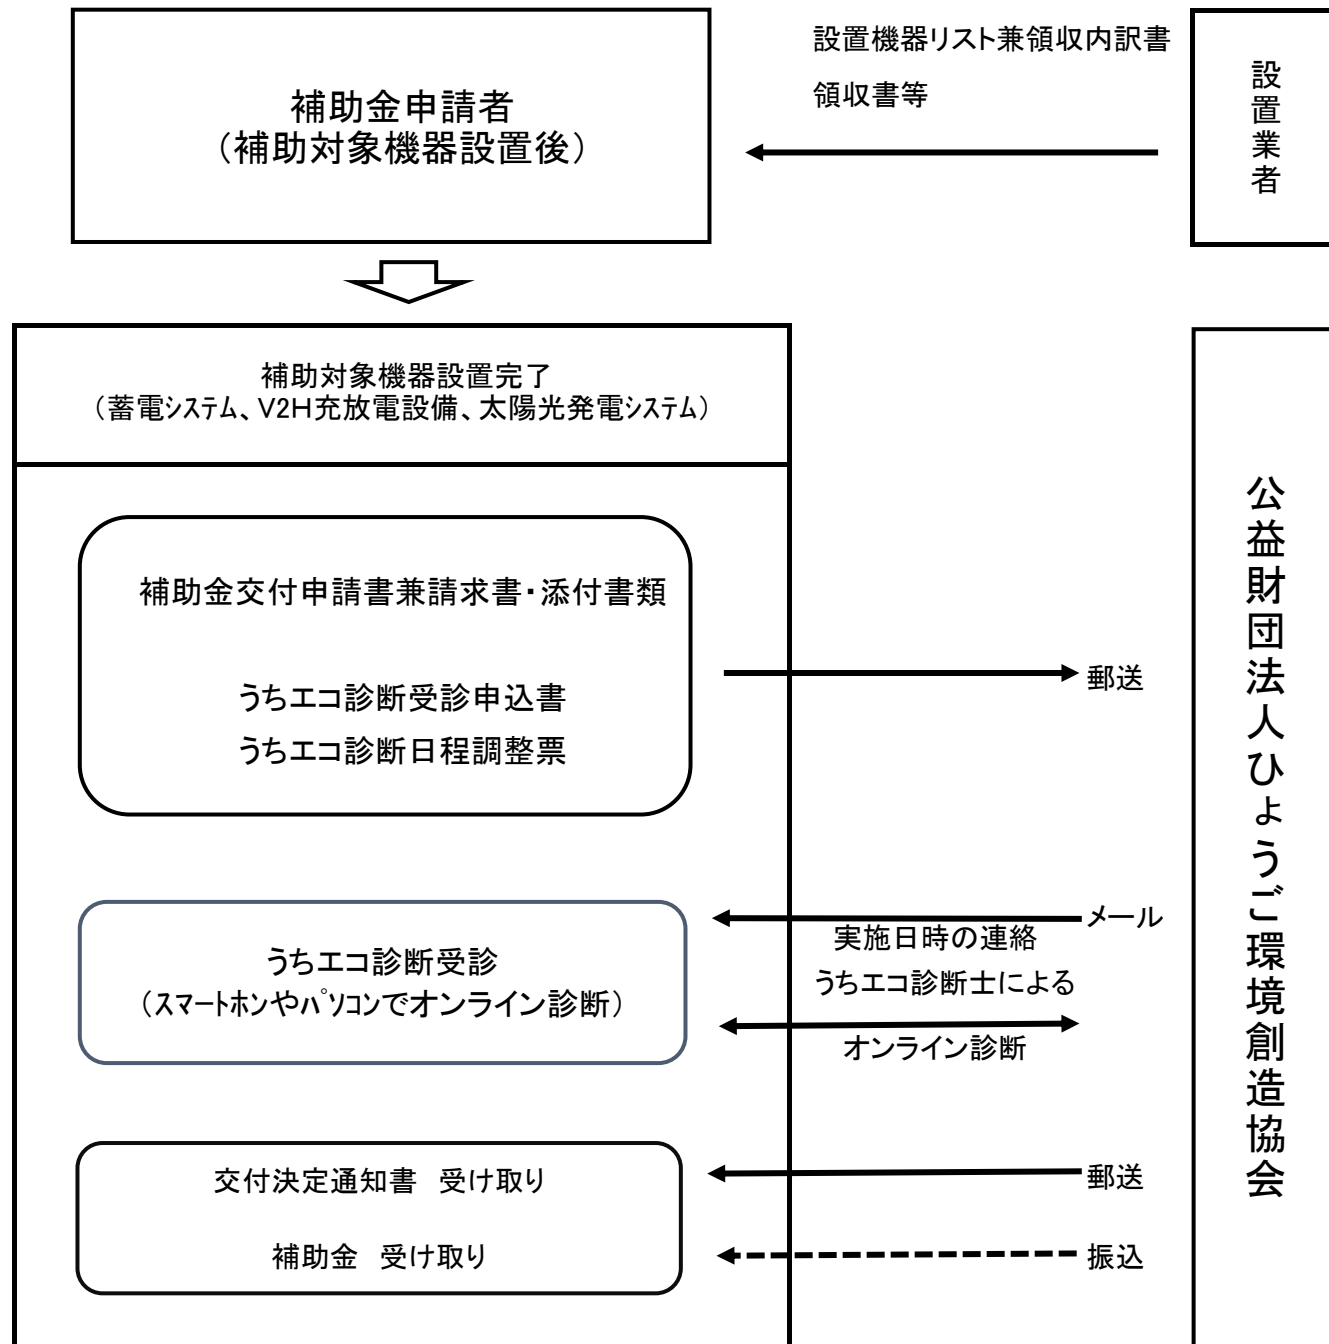 補助金申請者
（補助対象機器設置後）
設置機器リスト兼領収内訳書
領収書等
設置業者
補助対象機器設置完了
（蓄電ｼｽﾃﾑ、V2H充放電設備、太陽光発電ｼｽﾃﾑ）
補助金交付申請書兼請求書・添付書類
うちエコ診断受診申込書
うちエコ診断日程調整票
郵送
うちエコ診断受診
（ｽﾏｰﾄﾎﾝやﾊﾟｿｺﾝでオンライン診断）
メール
実施日時の連絡
うちエコ診断士による
オンライン診断
交付決定通知書　受け取り
郵送
補助金　受け取り
振込
公益財団法人ひょうご環境創造協会